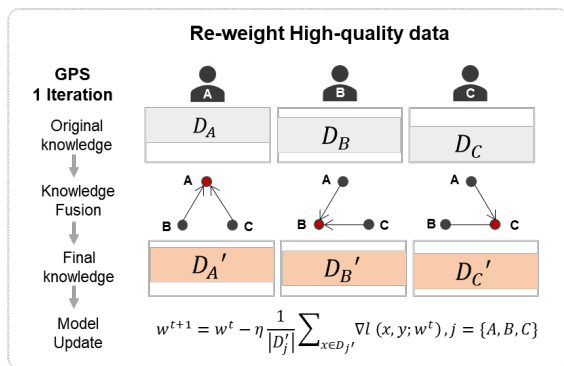 Re-weight High-quality data
GPS
1 Iteration
A B C
Original
knowledge
D_A D_B D_C
Knowledge
Fusion
A A A
B C B C B C
Final
knowledge
D_A′ D_B′ D_C′
Model
Update
w^{t+1} = w^t − η \frac{1}{|D_j′|} ∑_{x∈D_j′} ∇l (x, y; w^t), j = {A, B, C}